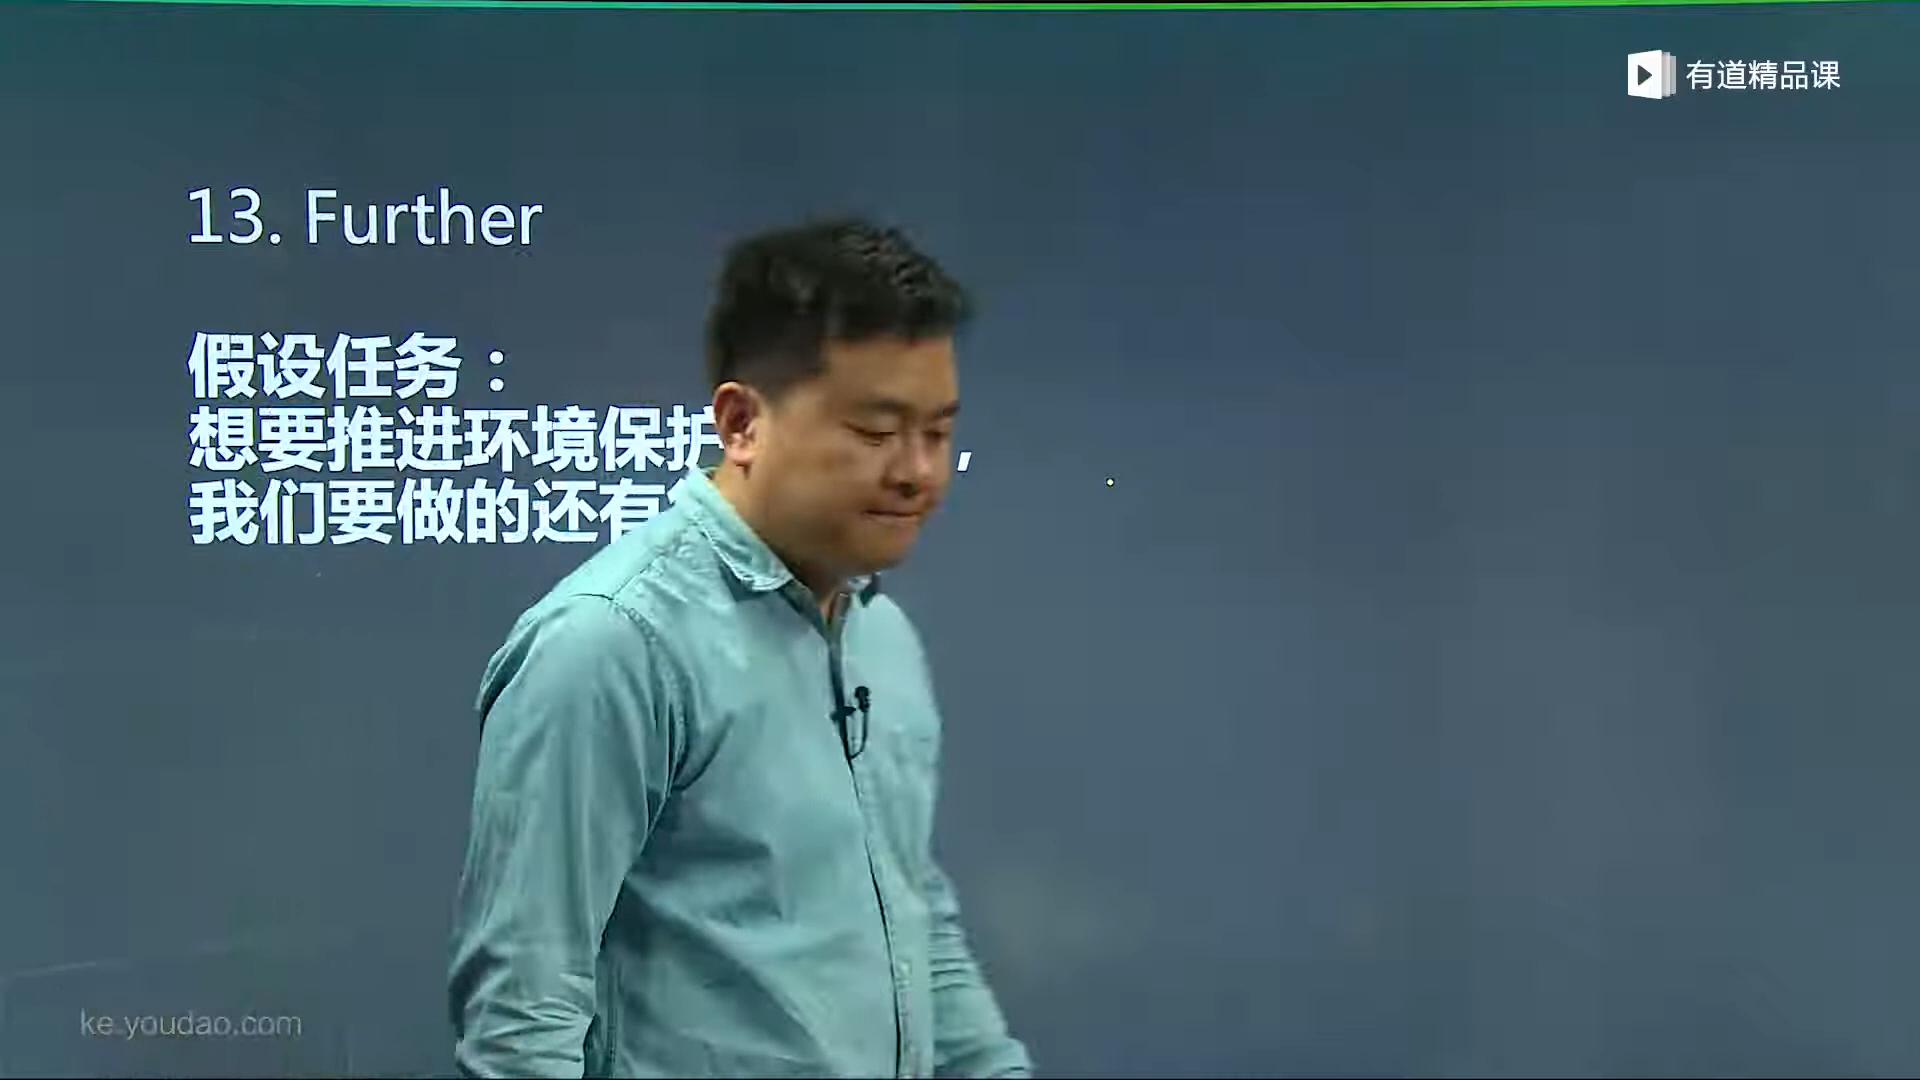 有道精品课
13. Further
假设任务：
想要推进环境保护 ，
我们要做的还有
ke.youdao.com